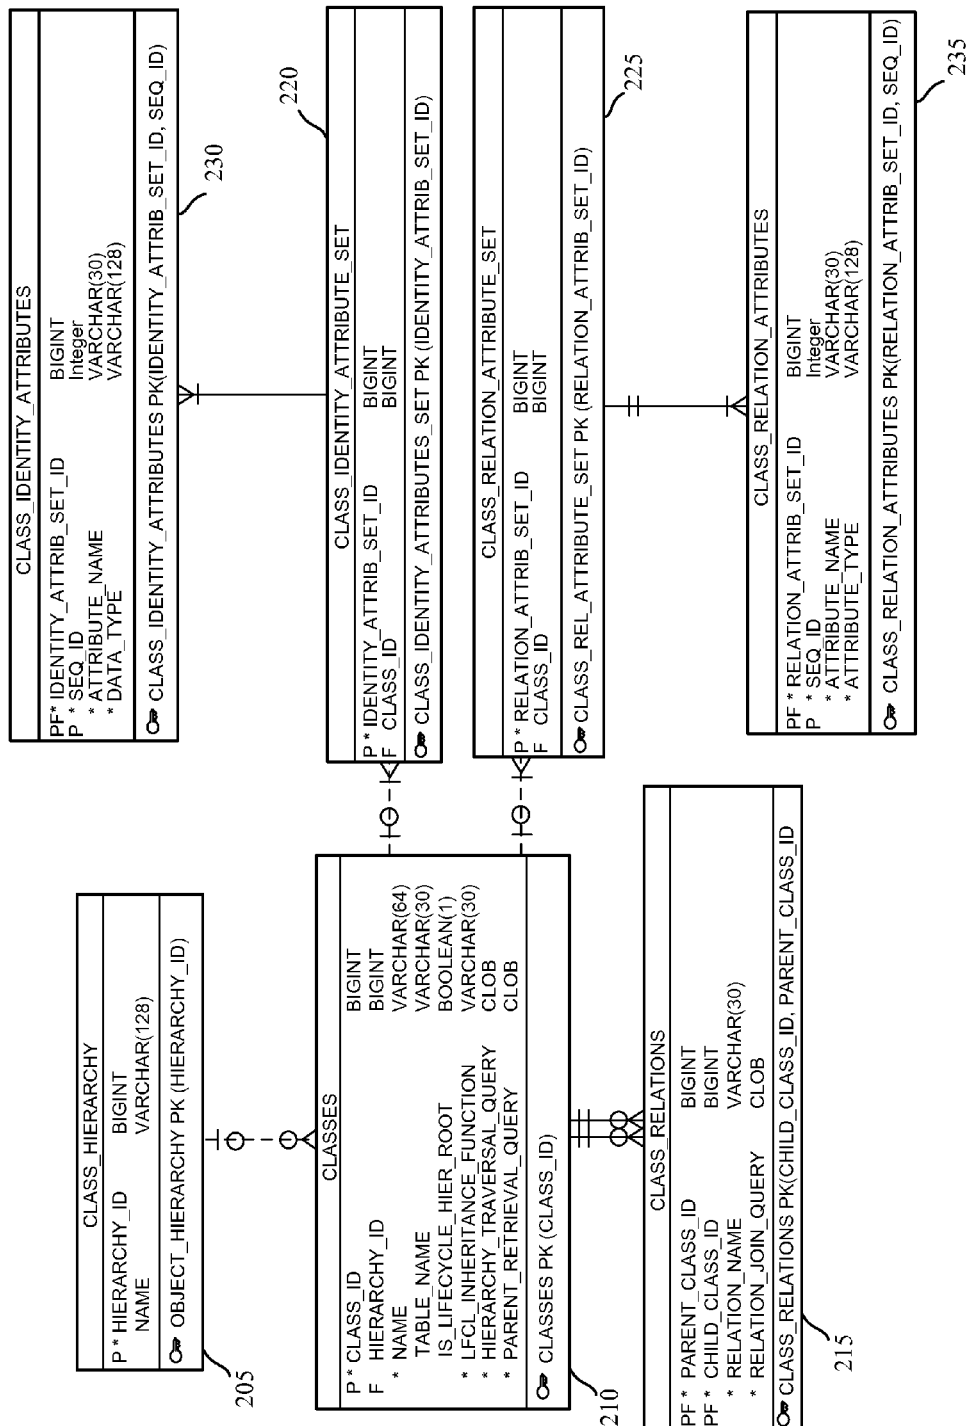 CLASS_HIERARCHY
P * HIERARCHY_ID BIGINT
NAME VARCHAR(128)
OBJECT_HIERARCHY PK (HIERARCHY_ID)
205
CLASSES
P * CLASS_ID BIGINT
F HIERARCHY_ID BIGINT
* NAME VARCHAR(64)
TABLE_NAME VARCHAR(30)
IS_LIFECYCLE_HIER_ROOT BOOLEAN(1)
* LFCL_INHERITANCE_FUNCTION VARCHAR(30)
* HIERARCHY_TRAVERSAL_QUERY CLOB
* PARENT_RETRIEVAL_QUERY CLOB
CLASSES PK (CLASS_ID)
210
CLASS_RELATIONS
PF * PARENT_CLASS_ID BIGINT
PF * CHILD_CLASS_ID BIGINT
* RELATION_NAME VARCHAR(30)
* RELATION_JOIN_QUERY CLOB
CLASS_RELATIONS PK(CHILD_CLASS_ID, PARENT_CLASS_ID
215
CLASS_IDENTITY_ATTRIBUTES
PF* IDENTITY_ATTRIB_SET_ID BIGINT
P * SEQ_ID Integer
* ATTRIBUTE_NAME VARCHAR(30)
* DATA_TYPE VARCHAR(128)
CLASS_IDENTITY_ATTRIBUTES PK(IDENTITY_ATTRIB_SET_ID, SEQ_ID)
230
CLASS_IDENTITY_ATTRIBUTE_SET
P * IDENTITY_ATTRIB_SET_ID BIGINT
F CLASS_ID BIGINT
CLASS_IDENTITY_ATTRIBUTES_SET PK (IDENTITY_ATTRIB_SET_ID)
220
CLASS_RELATION_ATTRIBUTE_SET
P * RELATION_ATTRIB_SET_ID BIGINT
F CLASS_ID BIGINT
CLASS_REL_ATTRIBUTE_SET PK (RELATION_ATTRIB_SET_ID)
225
CLASS_RELATION_ATTRIBUTES
PF * RELATION_ATTRIB_SET_ID BIGINT
P * SEQ_ID Integer
* ATTRIBUTE_NAME VARCHAR(30)
* ATTRIBUTE_TYPE VARCHAR(128)
CLASS_RELATION_ATTRIBUTES PK(RELATION_ATTRIB_SET_ID, SEQ_ID)
235